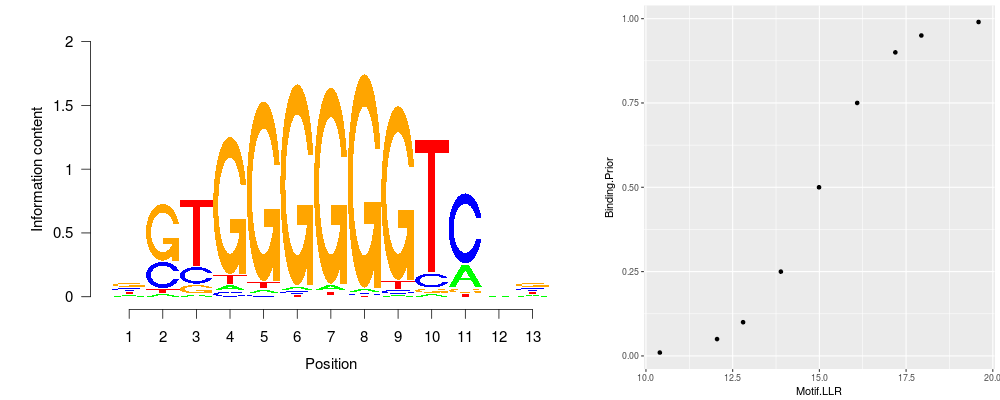 2
1.5
1
0.5
0
Information content
G
C
T
C
G
G
T
G
G
G
G
G
T
C
C
A
1 2 3 4 5 6 7 8 9 10 11 12 13
Position
1.00
0.75
0.50
0.25
0.00
Binding.Prior
10.0 12.5 15.0 17.5 20.0
Motif.LLR